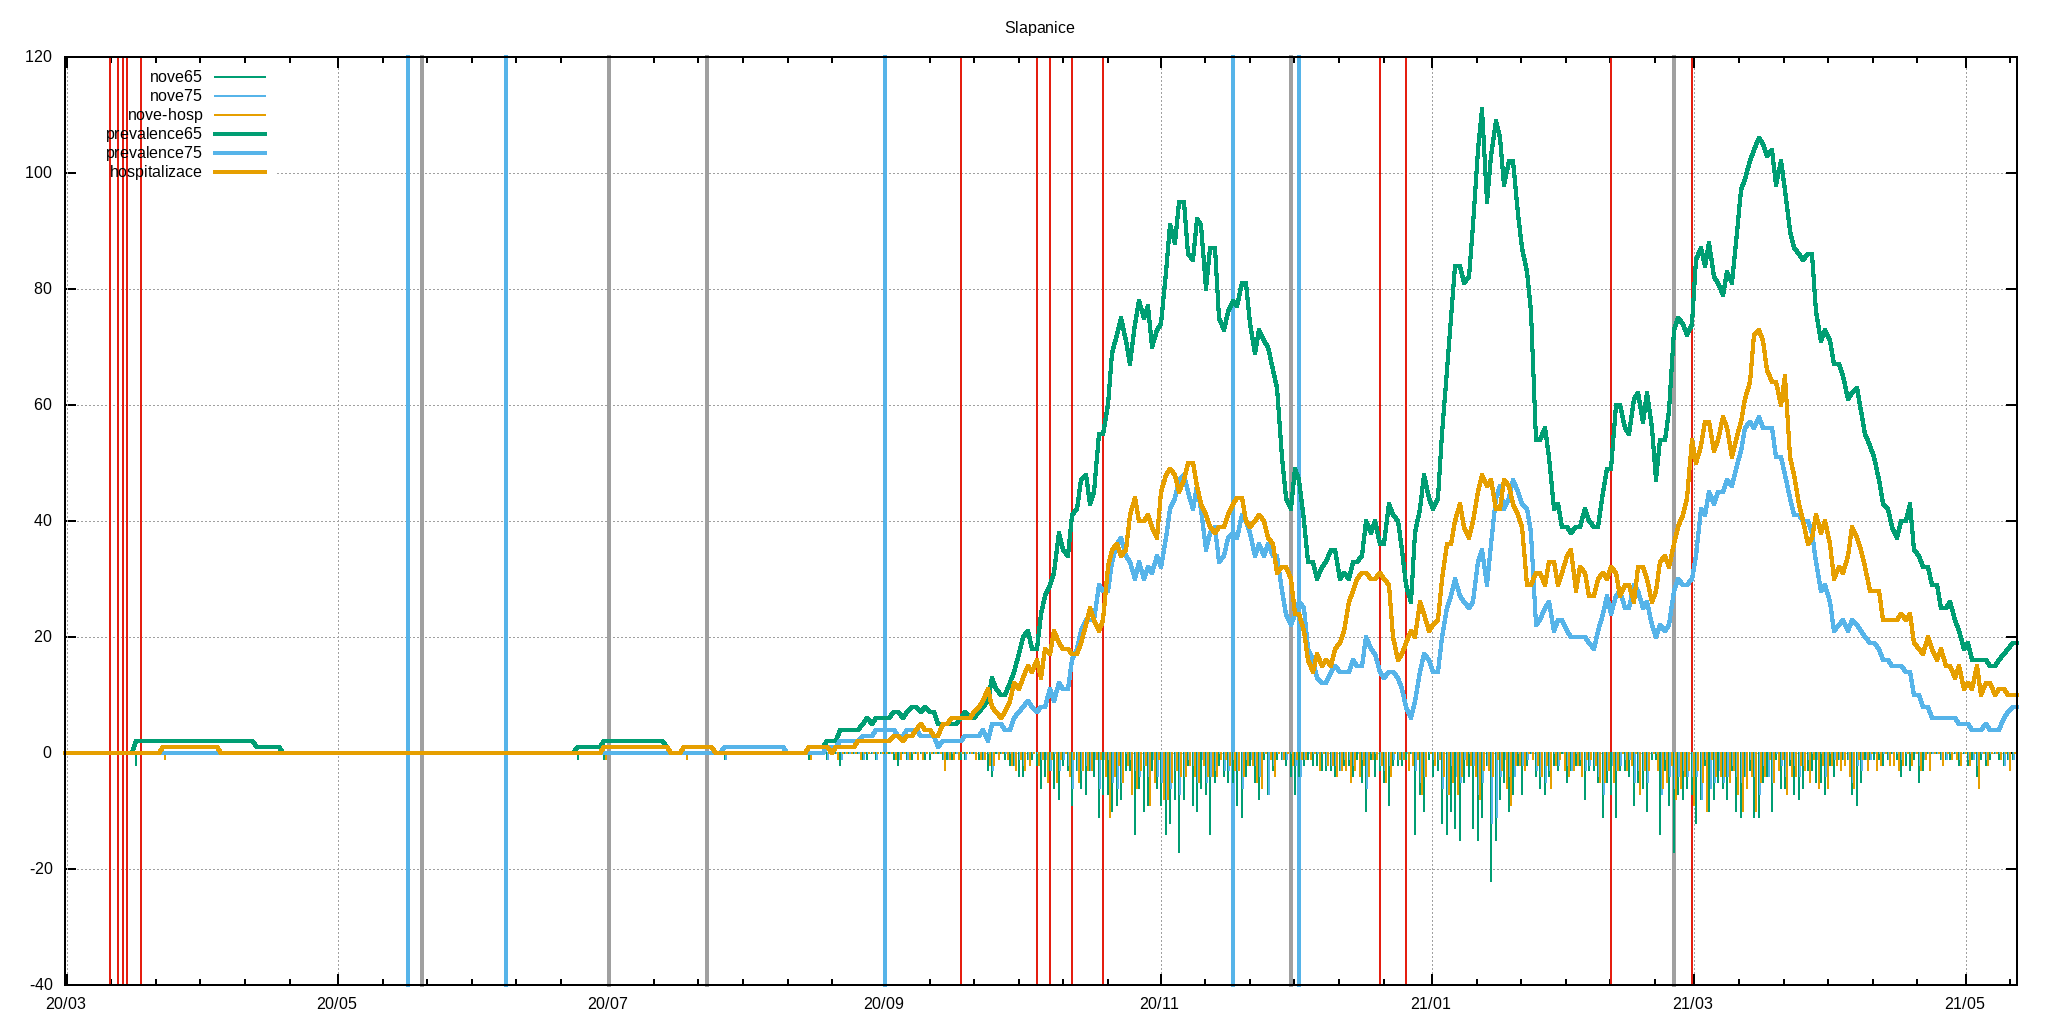 Slapanice
120
100
80
60
40
20
0
-20
-40
nove65
nove75
nove-hosp
prevalence65
prevalence75
hospitalizace
20/03 20/05 20/07 20/09 20/11 21/01 21/03 21/05